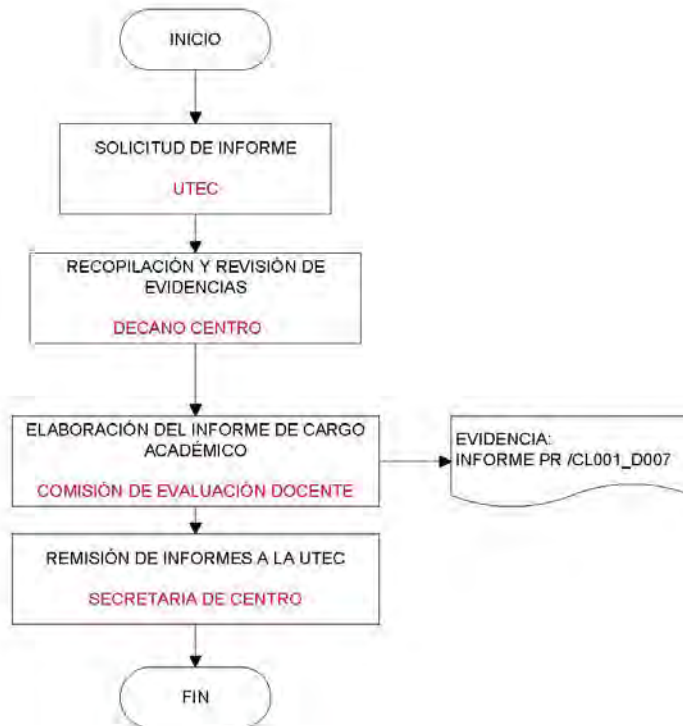 INICIO
SOLICITUD DE INFORME
UTEC
RECOPILACIÓN Y REVISIÓN DE
EVIDENCIAS
DECANO CENTRO
ELABORACIÓN DEL INFORME DE CARGO
ACADÉMICO
COMISIÓN DE EVALUACIÓN DOCENTE
EVIDENCIA:
INFORME PR /CL001_D007
REMISIÓN DE INFORMES A LA UTEC
SECRETARIA DE CENTRO
FIN